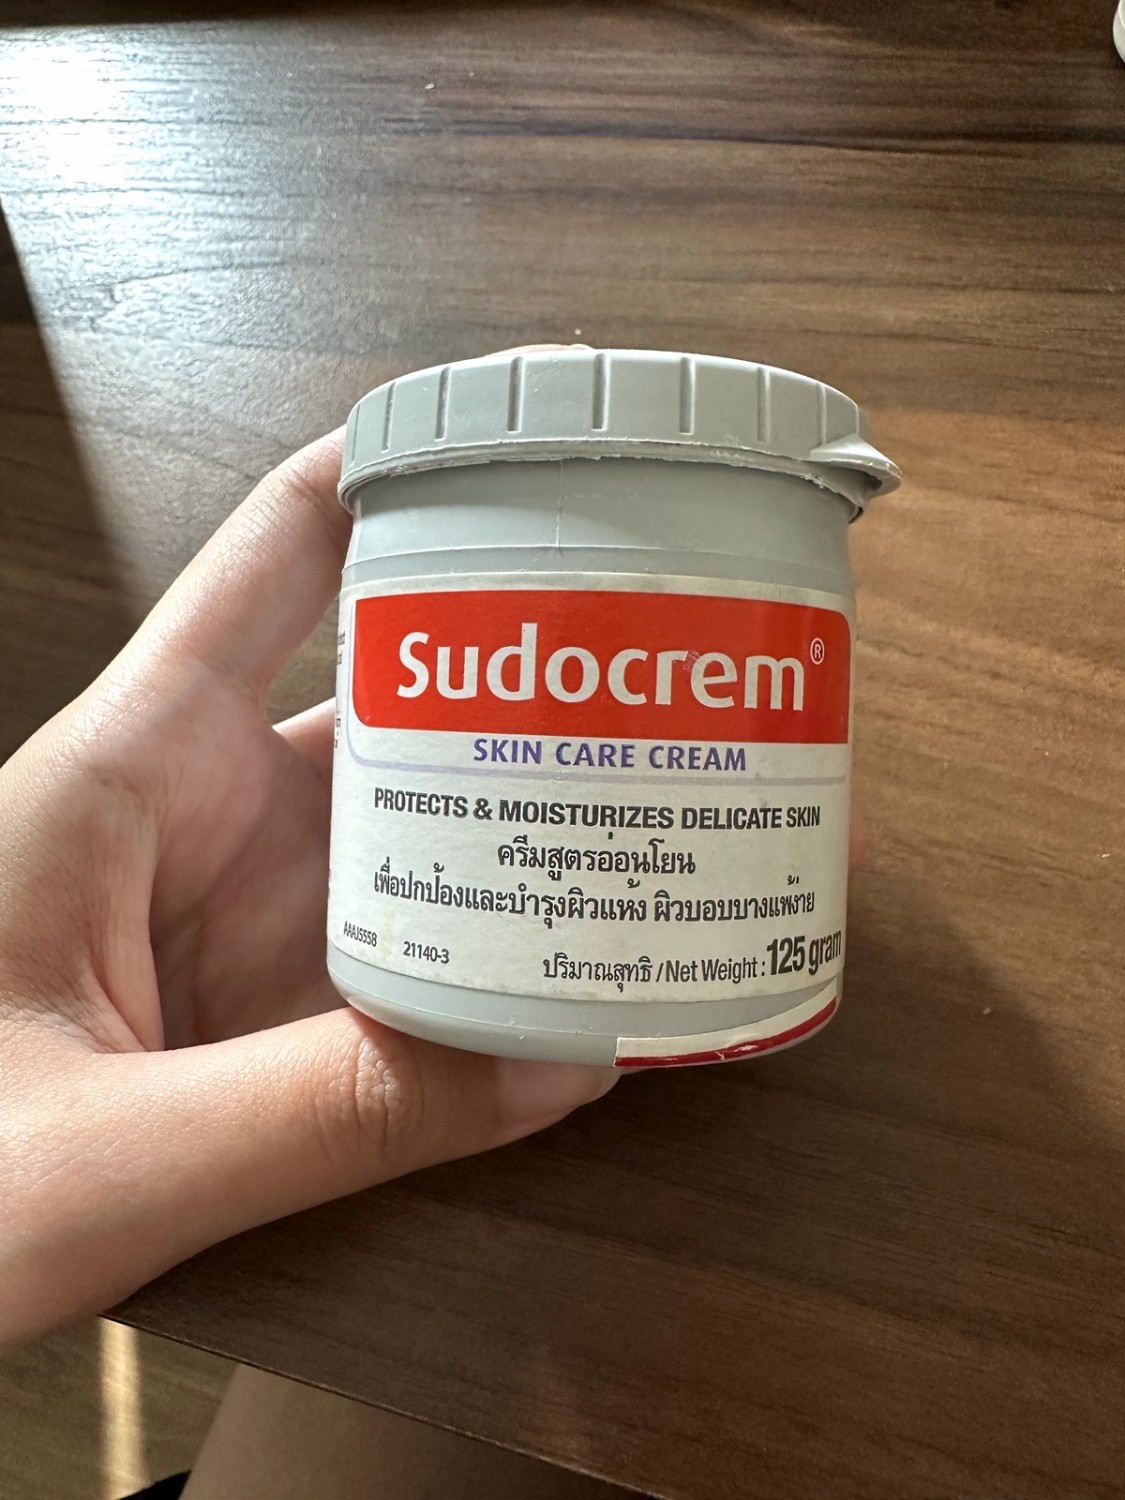 Sudocrem®
SKIN CARE CREAM
PROTECTS & MOISTURIZES DELICATE SKIN
ครีมสูตรอ่อนโยน
เพื่อปกป้องและบำรุงผิวแห้ง ผิวบอบบางแพ้ง่าย
AAAJ5558 21140-3
ปริมาณสุทธิ / Net Weight : 125 gram